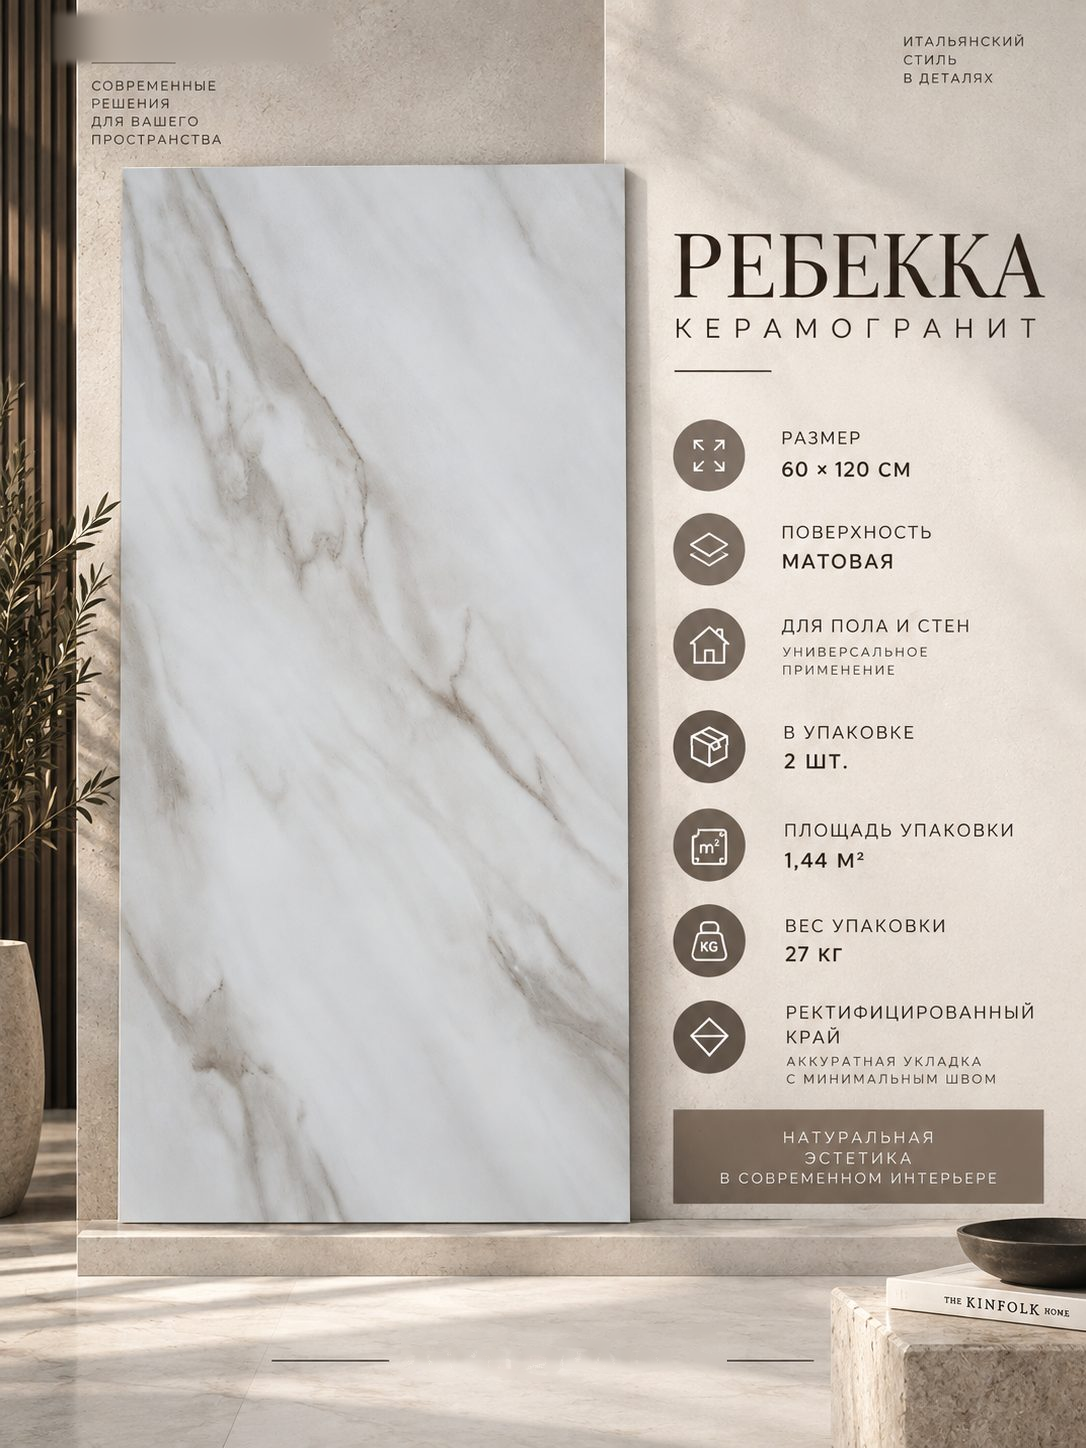 СОВРЕМЕННЫЕ
РЕШЕНИЯ
ДЛЯ ВАШЕГО
ПРОСТРАНСТВА
ИТАЛЬЯНСКИЙ
СТИЛЬ
В ДЕТАЛЯХ
РЕБЕККА
КЕРАМОГРАНИТ
РАЗМЕР
60 × 120 СМ
ПОВЕРХНОСТЬ
МАТОВАЯ
ДЛЯ ПОЛА И СТЕН
УНИВЕРСАЛЬНОЕ
ПРИМЕНЕНИЕ
В УПАКОВКЕ
2 ШТ.
m²
ПЛОЩАДЬ УПАКОВКИ
1,44 М²
KG
ВЕС УПАКОВКИ
27 кг
РЕКТИФИЦИРОВАННЫЙ
КРАЙ
АККУРАТНАЯ УКЛАДКА
С МИНИМАЛЬНЫМ ШВОМ
НАТУРАЛЬНАЯ
ЭСТЕТИКА
В СОВРЕМЕННОМ ИНТЕРЬЕРЕ
THE KINFOLK HOME